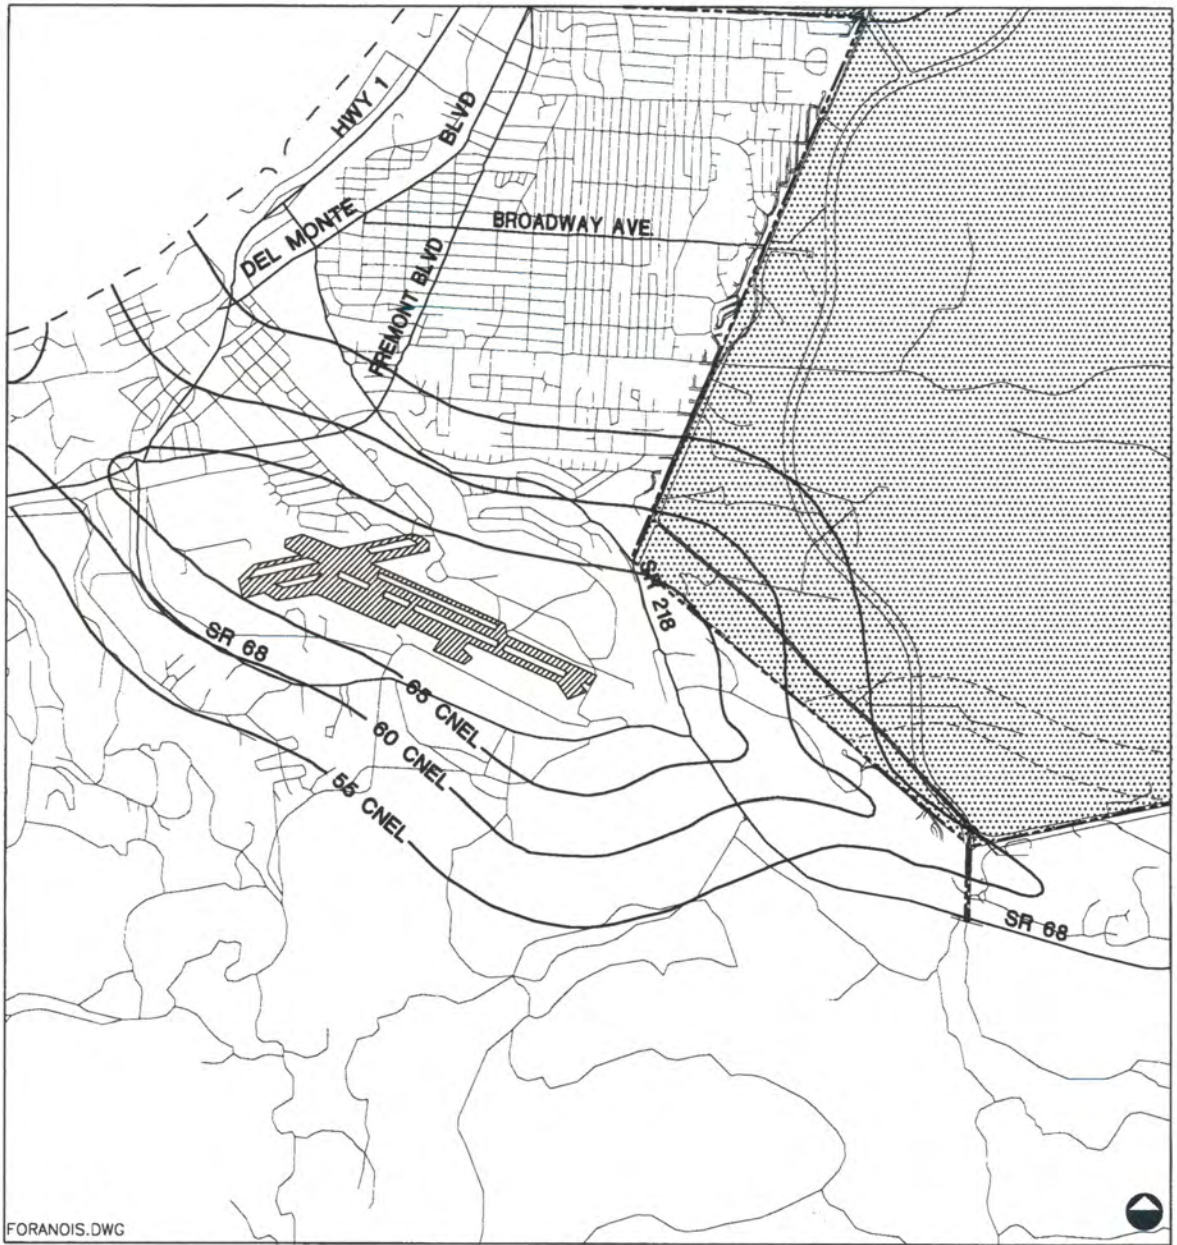 HWY 1
BLVD
DEL MONTE
BROADWAY AVE.
FREMONT BLVD
SR 218
SR 68
65 CNEL
60 CNEL
55 CNEL
SR 68
FORANOIS.DWG